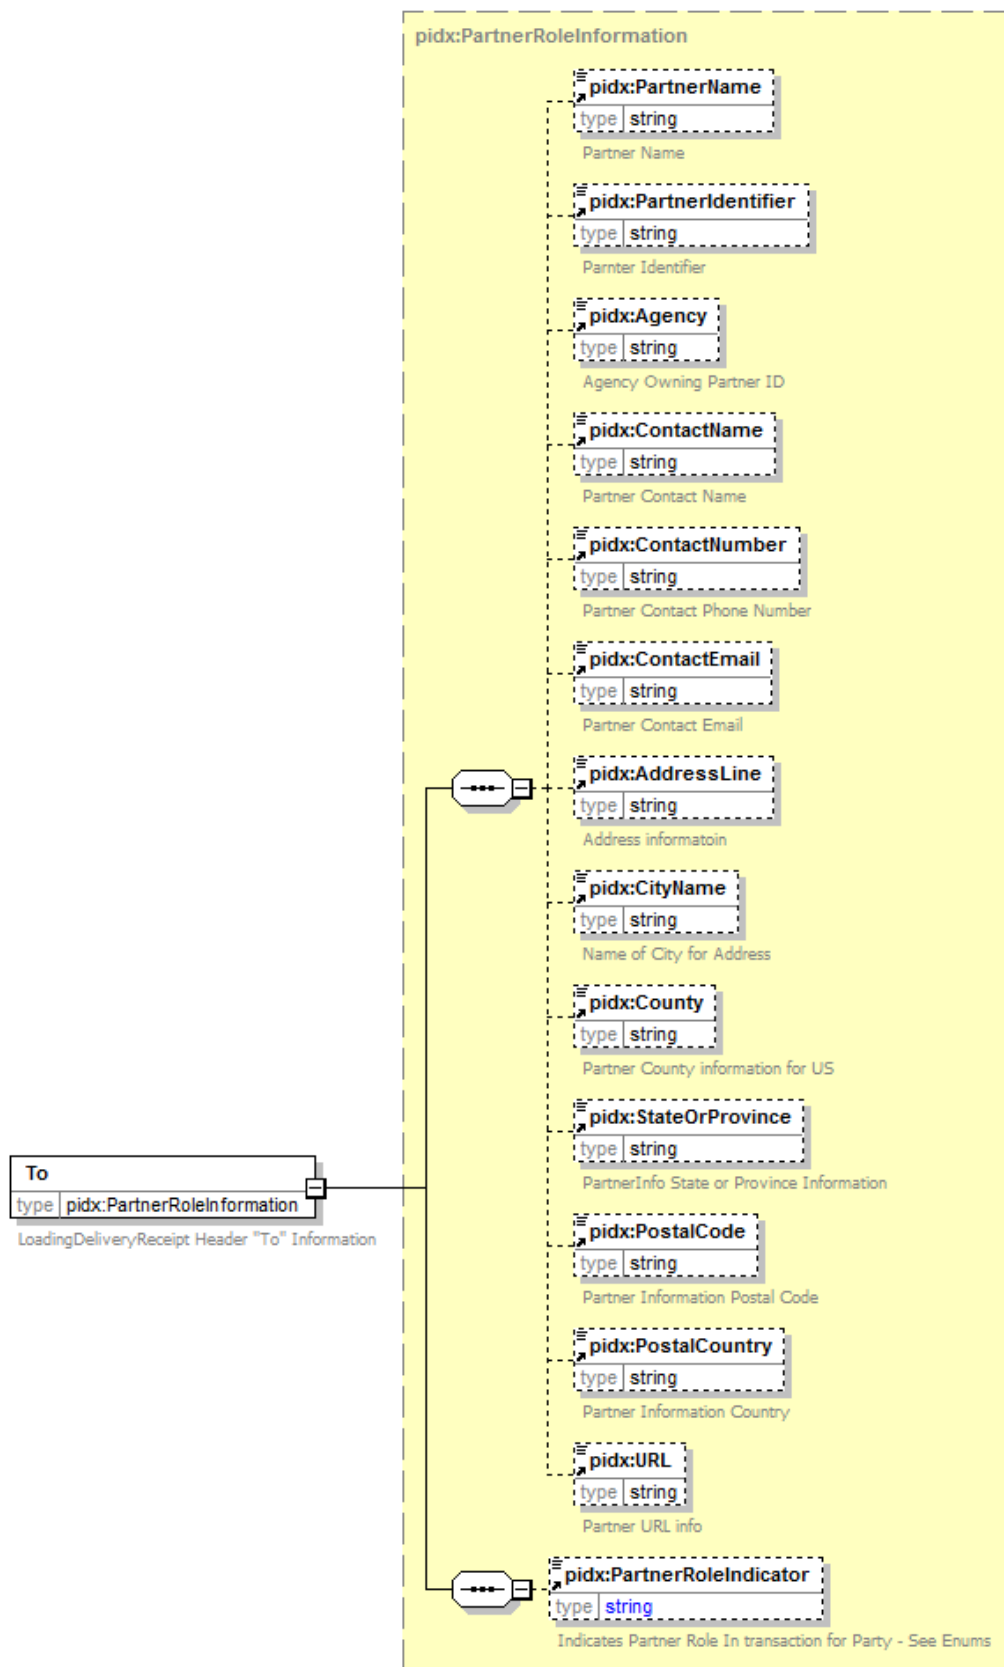 pidx:PartnerRoleInformation
pidx:PartnerName
type string
Partner Name
pidx:PartnerIdentifier
type string
Parnter Identifier
pidx:Agency
type string
Agency Owning Partner ID
pidx:ContactName
type string
Partner Contact Name
pidx:ContactNumber
type string
Partner Contact Phone Number
pidx:ContactEmail
type string
Partner Contact Email
pidx:AddressLine
type string
Address informatoin
pidx:CityName
type string
Name of City for Address
pidx:County
type string
Partner County information for US
pidx:StateOrProvince
type string
PartnerInfo State or Province Information
To
type pidx:PartnerRoleInformation
LoadingDeliveryReceipt Header "To" Information
pidx:PostalCode
type string
Partner Information Postal Code
pidx:PostalCountry
type string
Partner Information Country
pidx:URL
type string
Partner URL info
pidx:PartnerRoleIndicator
type string
Indicates Partner Role In transaction for Party - See Enums